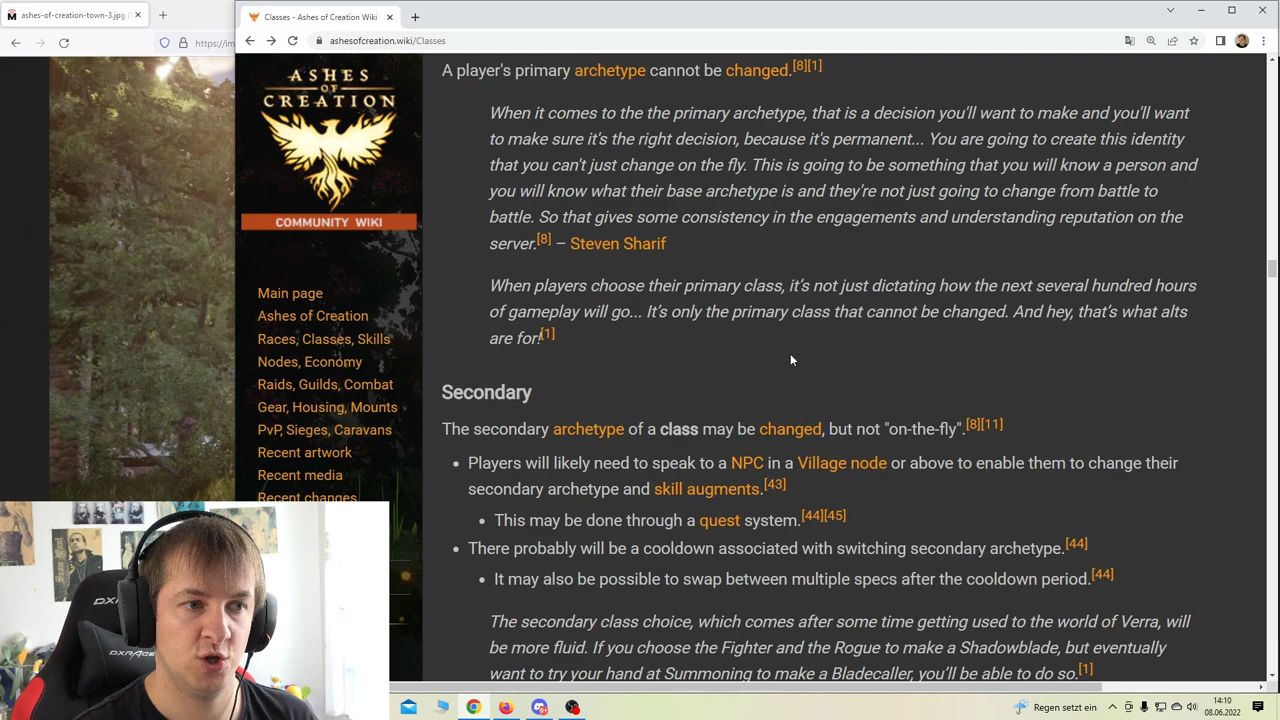 ashes-of-creation-town-3.jpg
Classes - Ashes of Creation Wiki
https://im
ashesofcreation.wiki/Classes
ASHES
OF
CREATION
COMMUNITY WIKI
Main page
Ashes of Creation
Races, Classes, Skills
Nodes, Economy
Raids, Guilds, Combat
Gear, Housing, Mounts
PvP, Sieges, Caravans
Recent artwork
Recent media
Recent changes
A player's primary archetype cannot be changed.[8][1]
When it comes to the the primary archetype, that is a decision you'll want to make and you'll want
to make sure it's the right decision, because it's permanent... You are going to create this identity
that you can't just change on the fly. This is going to be something that you will know a person and
you will know what their base archetype is and they're not just going to change from battle to
battle. So that gives some consistency in the engagements and understanding reputation on the
server.[8] – Steven Sharif
When players choose their primary class, it's not just dictating how the next several hundred hours
of gameplay will go... It's only the primary class that cannot be changed. And hey, that's what alts
are for![1]
Secondary
The secondary archetype of a class may be changed, but not "on-the-fly".[8][11]
• Players will likely need to speak to a NPC in a Village node or above to enable them to change their
secondary archetype and skill augments.[43]
• This may be done through a quest system.[44][45]
• There probably will be a cooldown associated with switching secondary archetype.[44]
• It may also be possible to swap between multiple specs after the cooldown period.[44]
The secondary class choice, which comes after some time getting used to the world of Verra, will
be more fluid. If you choose the Fighter and the Rogue to make a Shadowblade, but eventually
want to try your hand at Summoning to make a Bladecaller, you'll be able to do so.[1]
DXRACER
Regen setzt ein
14:10
08.06.2022